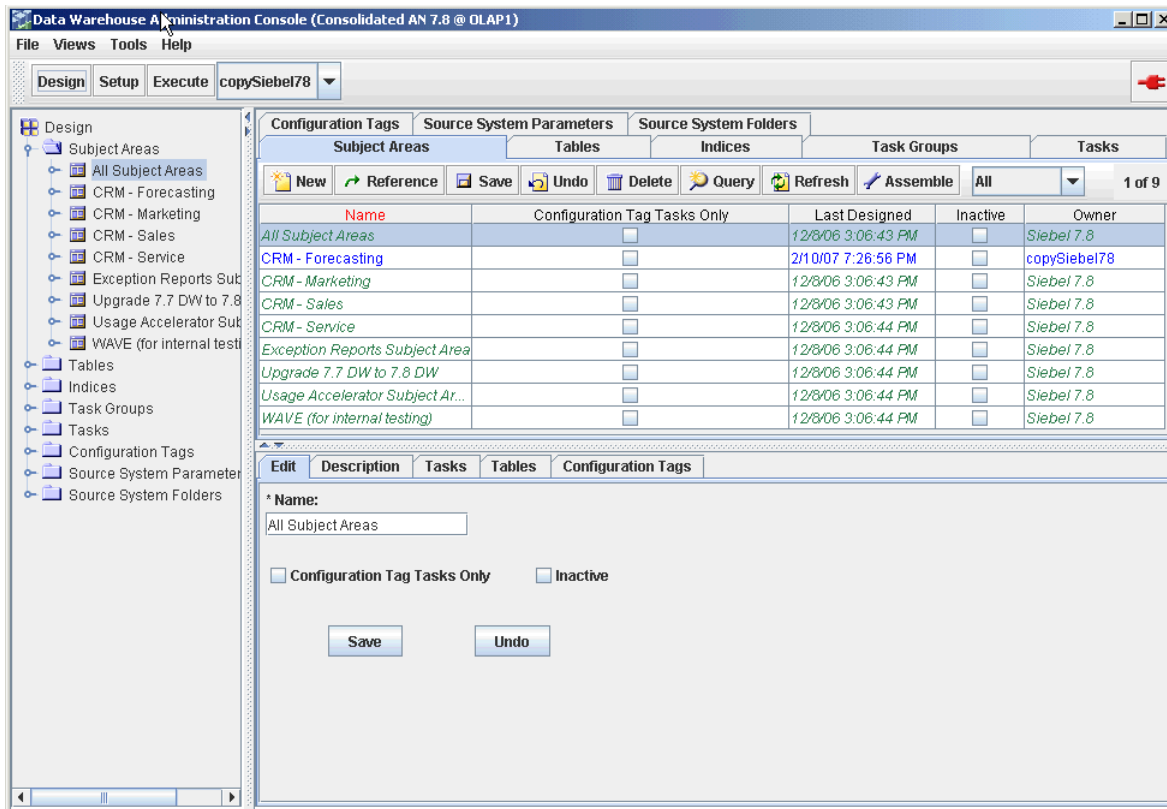 Data Warehouse Administration Console (Consolidated AN 7.8 @ OLAP1)
File Views Tools Help
Design Setup Execute copySiebel78
Design
Subject Areas
All Subject Areas
CRM - Forecasting
CRM - Marketing
CRM - Sales
CRM - Service
Exception Reports Sub
Upgrade 7.7 DW to 7.8
Usage Accelerator Sub
WAVE (for internal testi
Tables
Indices
Task Groups
Tasks
Configuration Tags
Source System Parameter
Source System Folders
Configuration Tags Source System Parameters Source System Folders
Subject Areas Tables Indices Task Groups Tasks
New Reference Save Undo Delete Query Refresh Assemble All 1 of 9
Name Configuration Tag Tasks Only Last Designed Inactive Owner
All Subject Areas 12/8/06 3:06:43 PM Siebel 7.8
CRM - Forecasting 2/10/07 7:26:56 PM copySiebel78
CRM - Marketing 12/8/06 3:06:43 PM Siebel 7.8
CRM - Sales 12/8/06 3:06:43 PM Siebel 7.8
CRM - Service 12/8/06 3:06:44 PM Siebel 7.8
Exception Reports Subject Area 12/8/06 3:06:44 PM Siebel 7.8
Upgrade 7.7 DW to 7.8 DW 12/8/06 3:06:44 PM Siebel 7.8
Usage Accelerator Subject Ar... 12/8/06 3:06:44 PM Siebel 7.8
WAVE (for internal testing) 12/8/06 3:06:44 PM Siebel 7.8
Edit Description Tasks Tables Configuration Tags
* Name:
All Subject Areas
Configuration Tag Tasks Only Inactive
Save Undo